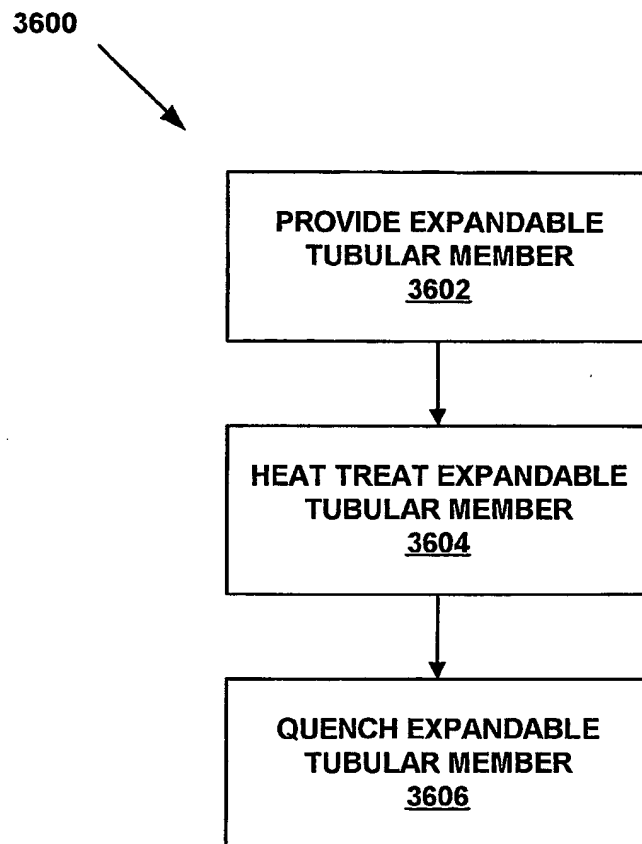 3600
PROVIDE EXPANDABLE
TUBULAR MEMBER
3602
HEAT TREAT EXPANDABLE
TUBULAR MEMBER
3604
QUENCH EXPANDABLE
TUBULAR MEMBER
3606